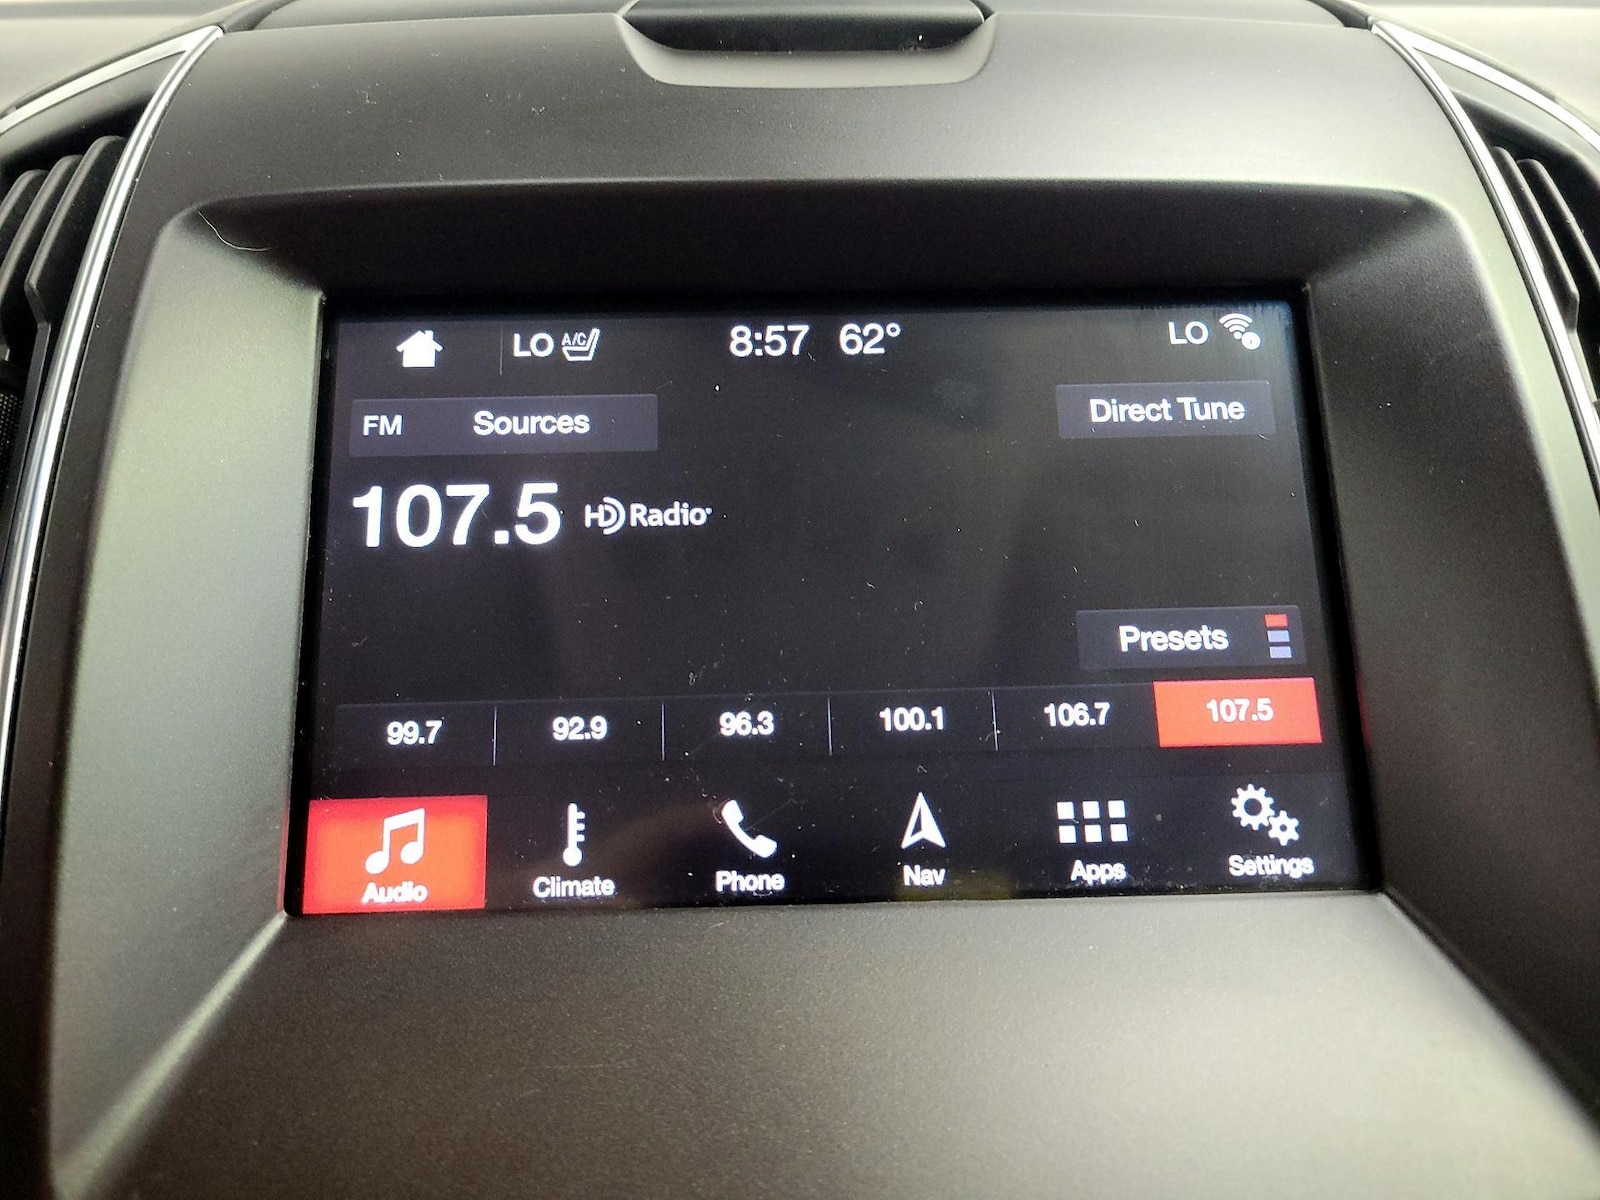 LO A/C 8:57 62° LO
FM Sources Direct Tune
107.5 HD Radio
Presets
99.7 92.9 96.3 100.1 106.7 107.5
Audio Climate Phone Nav Apps Settings